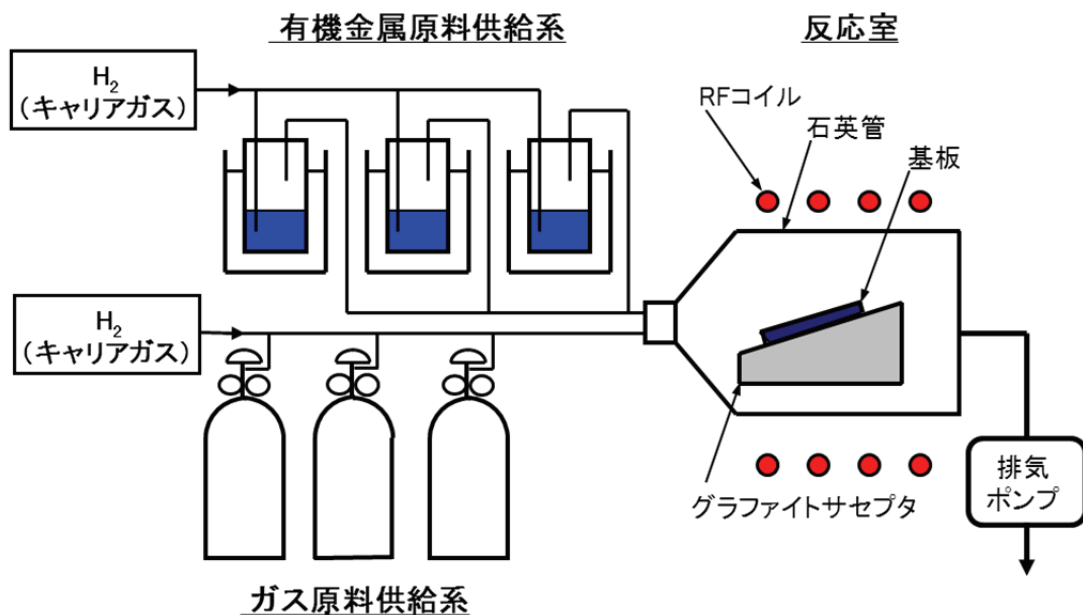 有機金属原料供給系
反応室
H2
(キャリアガス)
RFコイル
石英管
基板
H2
(キャリアガス)
グラファイトサセプタ
排気
ポンプ
ガス原料供給系